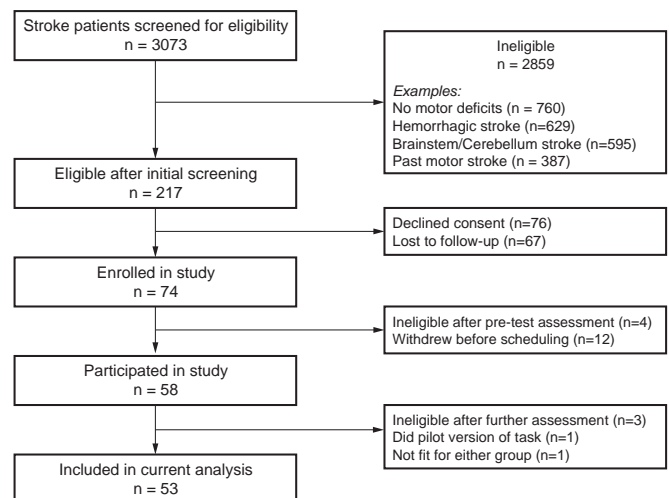 Stroke patients screened for eligibility
n = 3073
Ineligible
n = 2859
Examples:
No motor deficits (n = 760)
Hemorrhagic stroke (n=629)
Brainstem/Cerebellum stroke (n=595)
Past motor stroke (n = 387)
Eligible after initial screening
n = 217
Declined consent (n=76)
Lost to follow-up (n=67)
Enrolled in study
n = 74
Ineligible after pre-test assessment (n=4)
Withdrew before scheduling (n=12)
Participated in study
n = 58
Ineligible after further assessment (n=3)
Did pilot version of task (n=1)
Not fit for either group (n=1)
Included in current analysis
n = 53